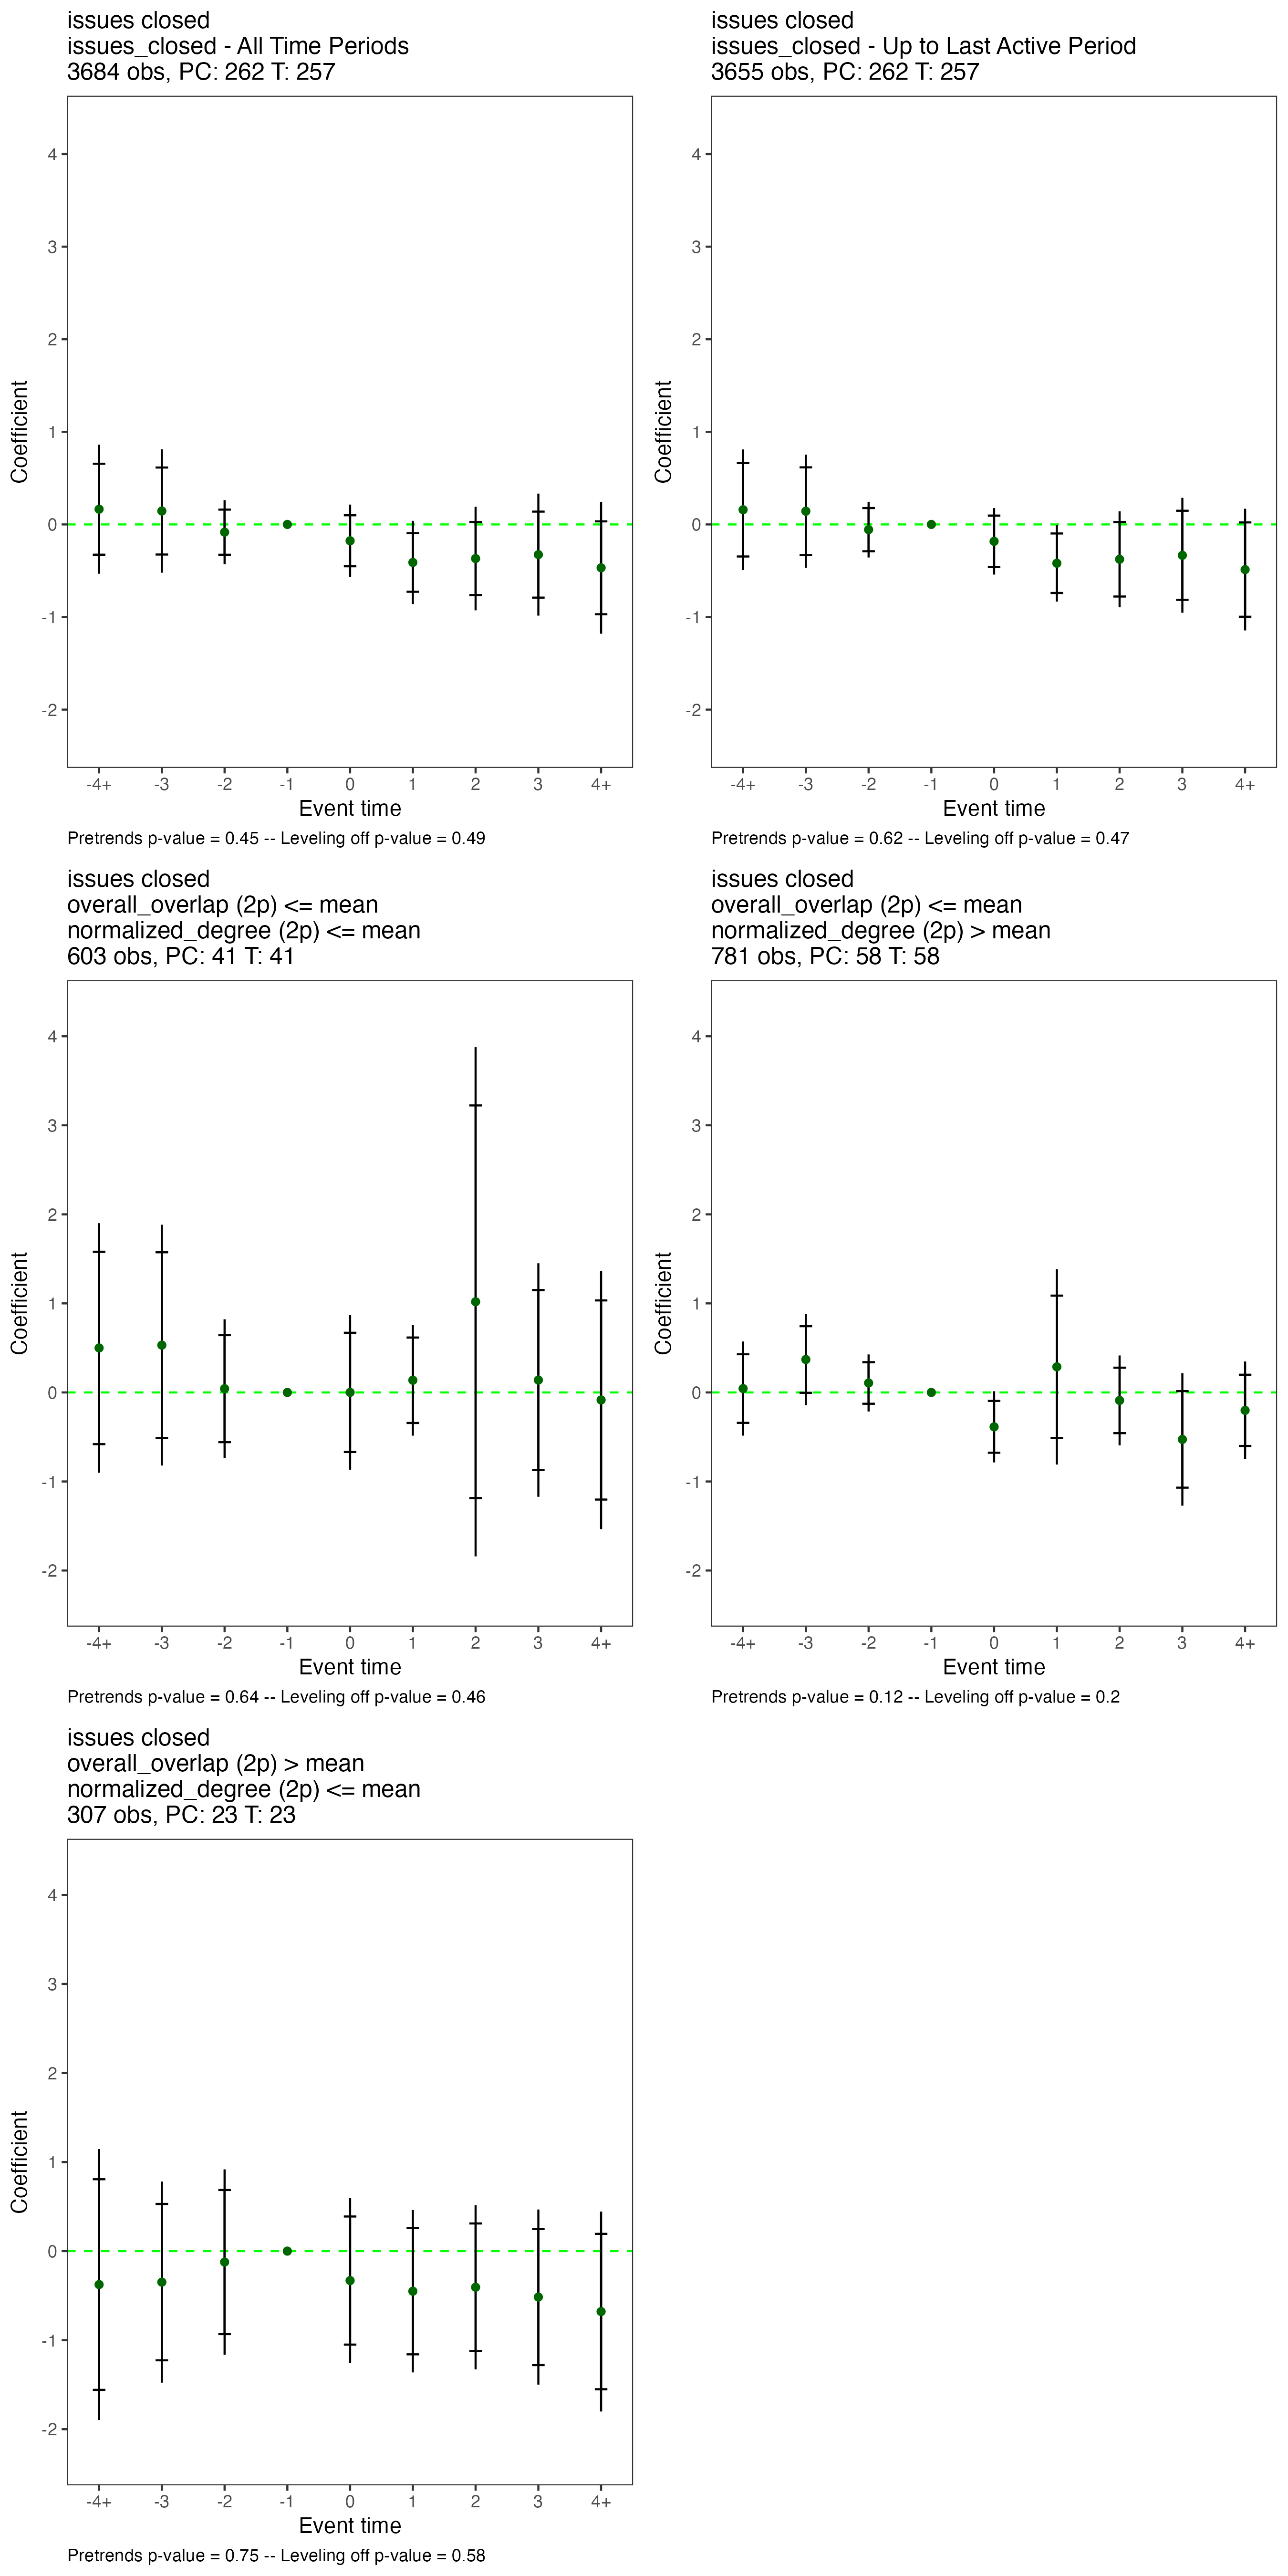 issues closed
issues_closed - All Time Periods
3684 obs, PC: 262 T: 257
4
3
2
1
0
-1
-2
Coefficient
-4+ -3 -2 -1 0 1 2 3 4+
Event time
Pretrends p-value = 0.45 -- Leveling off p-value = 0.49
issues closed
issues_closed - Up to Last Active Period
3655 obs, PC: 262 T: 257
4
3
2
1
0
-1
-2
Coefficient
-4+ -3 -2 -1 0 1 2 3 4+
Event time
Pretrends p-value = 0.62 -- Leveling off p-value = 0.47
issues closed
overall_overlap (2p) <= mean
normalized_degree (2p) <= mean
603 obs, PC: 41 T: 41
4
3
2
1
0
-1
-2
Coefficient
-4+ -3 -2 -1 0 1 2 3 4+
Event time
Pretrends p-value = 0.64 -- Leveling off p-value = 0.46
issues closed
overall_overlap (2p) <= mean
normalized_degree (2p) > mean
781 obs, PC: 58 T: 58
4
3
2
1
0
-1
-2
Coefficient
-4+ -3 -2 -1 0 1 2 3 4+
Event time
Pretrends p-value = 0.12 -- Leveling off p-value = 0.2
issues closed
overall_overlap (2p) > mean
normalized_degree (2p) <= mean
307 obs, PC: 23 T: 23
4
3
2
1
0
-1
-2
Coefficient
-4+ -3 -2 -1 0 1 2 3 4+
Event time
Pretrends p-value = 0.75 -- Leveling off p-value = 0.58